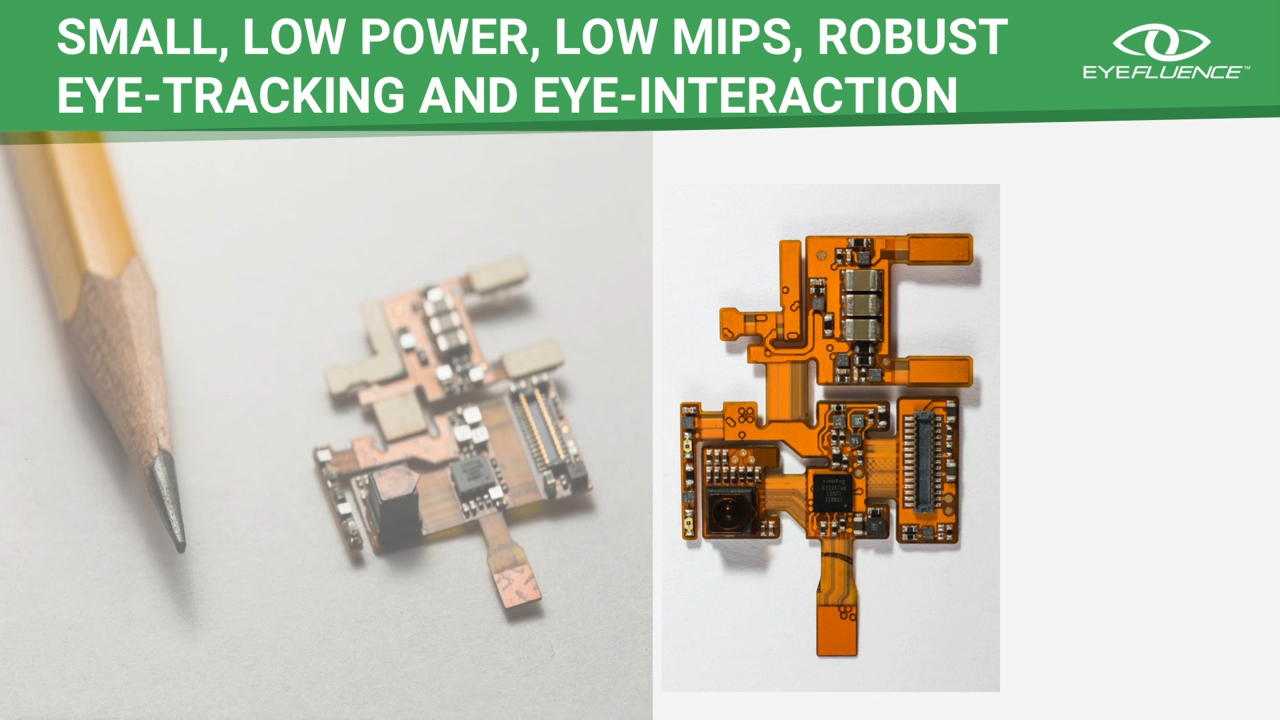 SMALL, LOW POWER, LOW MIPS, ROBUST
EYE-TRACKING AND EYE-INTERACTION
EYEFLUENCE™